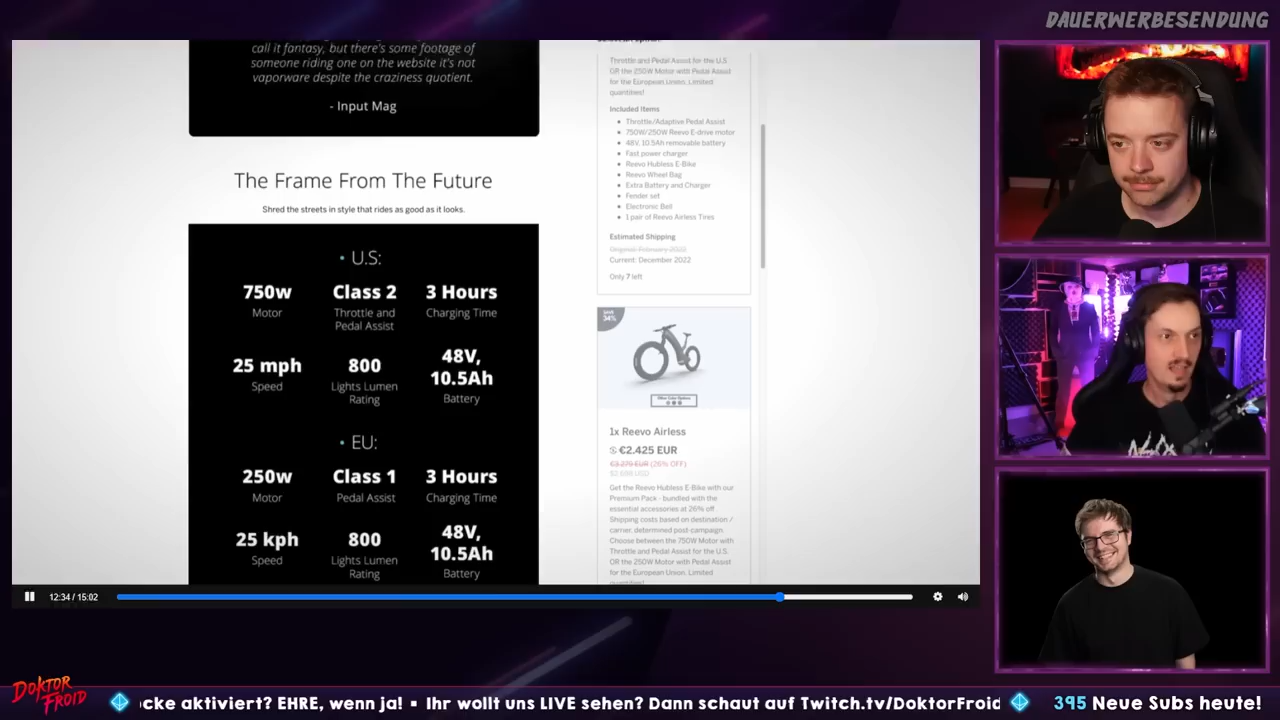 DAUERWERBESENDUNG
call it fantasy, but there's some footage of
someone riding one on the website it's not
vaporware despite the craziness quotient.
- Input Mag
The Frame From The Future
Shred the streets in style that rides as good as it looks.
• U.S:
750w
Motor
Class 2
Throttle and
Pedal Assist
3 Hours
Charging Time
25 mph
Speed
800
Lights Lumen
Rating
48V,
10.5Ah
Battery
• EU:
250w
Motor
Class 1
Pedal Assist
3 Hours
Charging Time
25 kph
Speed
800
Lights Lumen
Rating
48V,
10.5Ah
Battery
Throttle and Pedal Assist for the U.S.
OR the 250W Motor with Pedal Assist
for the European Union. Limited
quantities!
Included Items
• Throttle/Adaptive Pedal Assist
• 750W/250W Reevo E-drive motor
• 48V, 10.5Ah removable battery
• Fast power charger
• Reevo Hubless E-Bike
• Reevo Wheel Bag
• Extra Battery and Charger
• Fender set
• Electronic Bell
• 1 pair of Reevo Airless Tires
Estimated Shipping
Original: February 2022
Current: December 2022
Only 7 left
SAVE
34%
1x Reevo Airless
€2.425 EUR
€3.279 EUR (26% OFF)
Get the Reevo Hubless E-Bike with our
Premium Pack - bundled with the
essential accessories at 26% off.
Shipping costs based on destination /
carrier, determined post-campaign.
Choose between the 750W Motor with
Throttle and Pedal Assist for the U.S.
OR the 250W Motor with Pedal Assist
for the European Union. Limited
quantities!
12:34 / 15:02
DOKTOR
FROID
ocke aktiviert? EHRE, wenn ja! ▪ Ihr wollt uns LIVE sehen? Dann schaut auf Twitch.tv/DoktorFroid
395 Neue Subs heute!